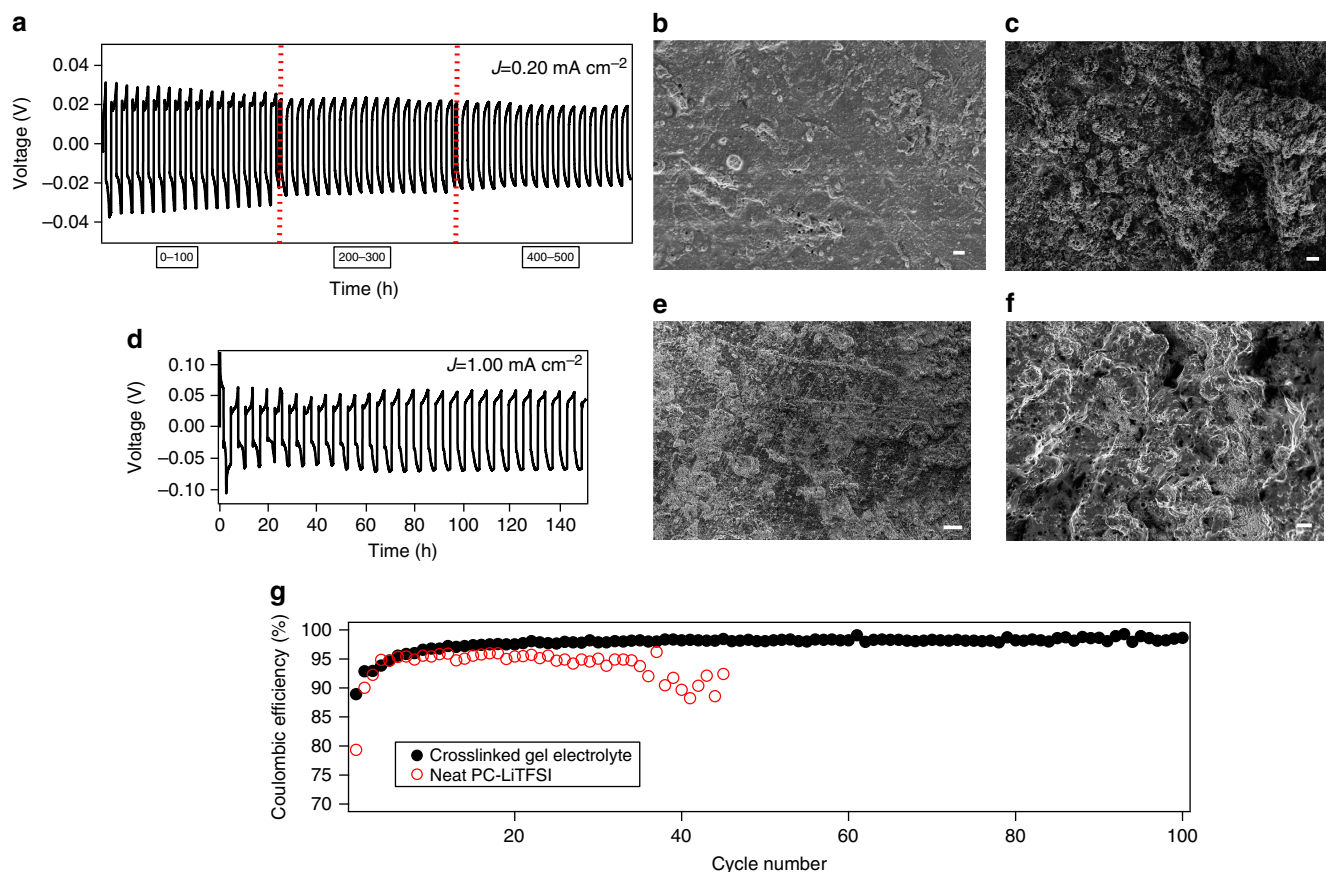 a
J=0.20 mA cm–2
0.04
0.02
0.00
–0.02
–0.04
Voltage (V)
0–100
200–300
400–500
Time (h)
b
c
d
J=1.00 mA cm–2
0.10
0.05
0.00
–0.05
–0.10
Voltage (V)
0 20 40 60 80 100 120 140
Time (h)
e
f
g
100
95
90
85
80
75
70
Coulombic efficiency (%)
Crosslinked gel electrolyte
Neat PC-LiTFSI
20 40 60 80 100
Cycle number